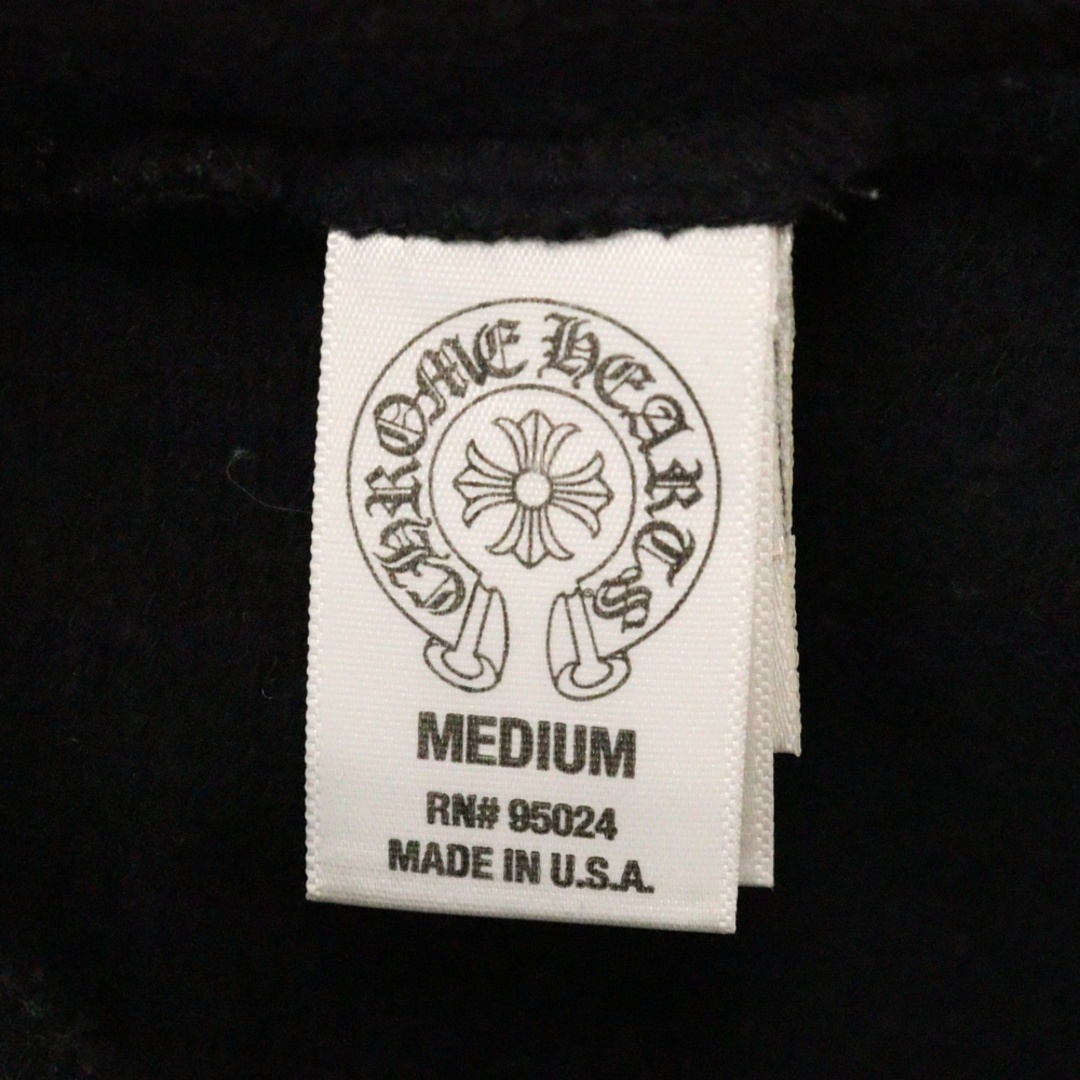 CHROME HEARTS
MEDIUM
RN# 95024
MADE IN U.S.A.